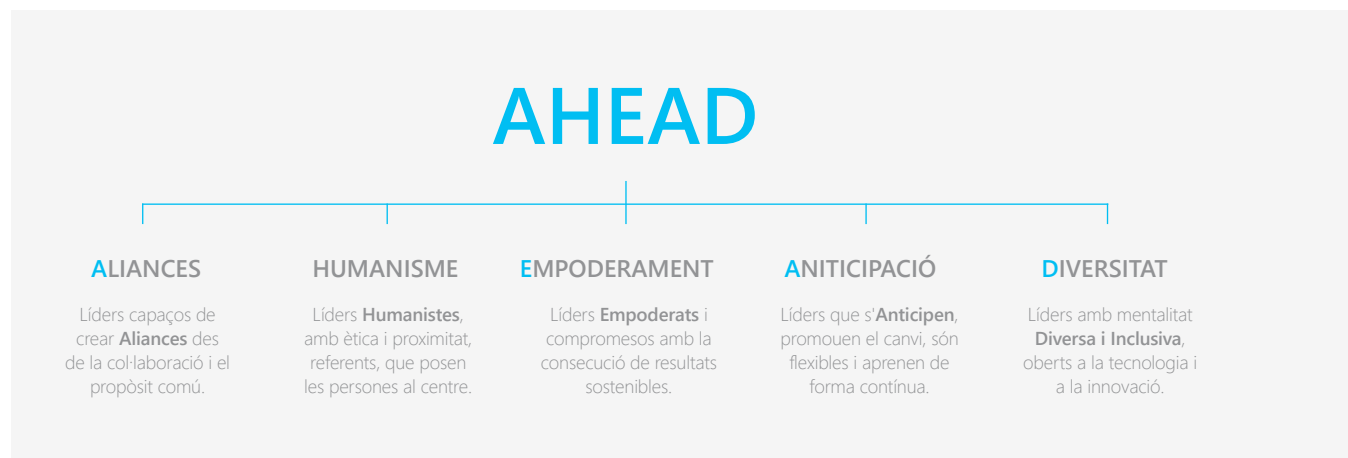 AHEAD
ALIANCES
Líders capaços de
crear Aliances des
de la col·laboració i el
propòsit comú.
HUMANISME
Líders Humanistes,
amb ètica i proximitat,
referents, que posen
les persones al centre.
EMPODERAMENT
Líders Empoderats i
compromesos amb la
consecució de resultats
sostenibles.
ANITICIPACIÓ
Líders que s'Anticipen,
promouen el canvi, són
flexibles i aprenen de
forma contínua.
DIVERSITAT
Líders amb mentalitat
Diversa i Inclusiva,
oberts a la tecnologia i
a la innovació.